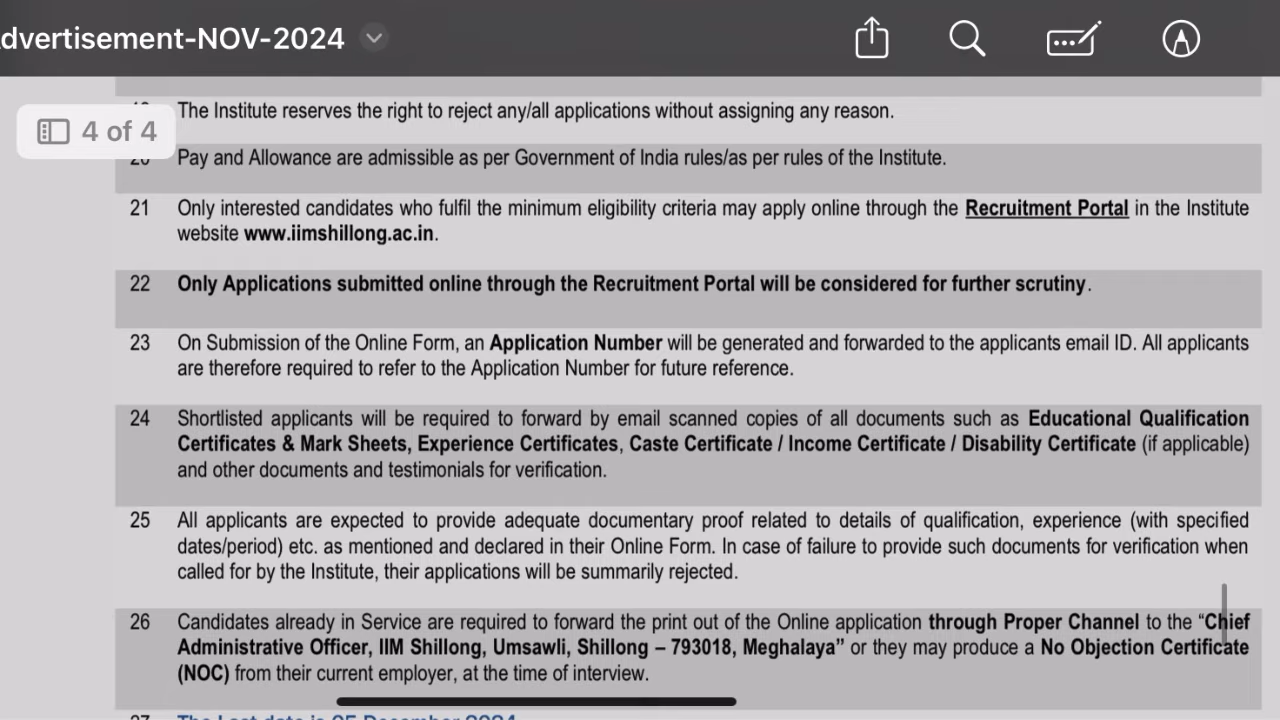 dvertisement-NOV-2024
4 of 4
The Institute reserves the right to reject any/all applications without assigning any reason.
20 Pay and Allowance are admissible as per Government of India rules/as per rules of the Institute.
21 Only interested candidates who fulfil the minimum eligibility criteria may apply online through the Recruitment Portal in the Institute
website www.iimshillong.ac.in.
22 Only Applications submitted online through the Recruitment Portal will be considered for further scrutiny.
23 On Submission of the Online Form, an Application Number will be generated and forwarded to the applicants email ID. All applicants
are therefore required to refer to the Application Number for future reference.
24 Shortlisted applicants will be required to forward by email scanned copies of all documents such as Educational Qualification
Certificates & Mark Sheets, Experience Certificates, Caste Certificate / Income Certificate / Disability Certificate (if applicable)
and other documents and testimonials for verification.
25 All applicants are expected to provide adequate documentary proof related to details of qualification, experience (with specified
dates/period) etc. as mentioned and declared in their Online Form. In case of failure to provide such documents for verification when
called for by the Institute, their applications will be summarily rejected.
26 Candidates already in Service are required to forward the print out of the Online application through Proper Channel to the “Chief
Administrative Officer, IIM Shillong, Umsawli, Shillong – 793018, Meghalaya” or they may produce a No Objection Certificate
(NOC) from their current employer, at the time of interview.
27 The Last date is 05 December 2024